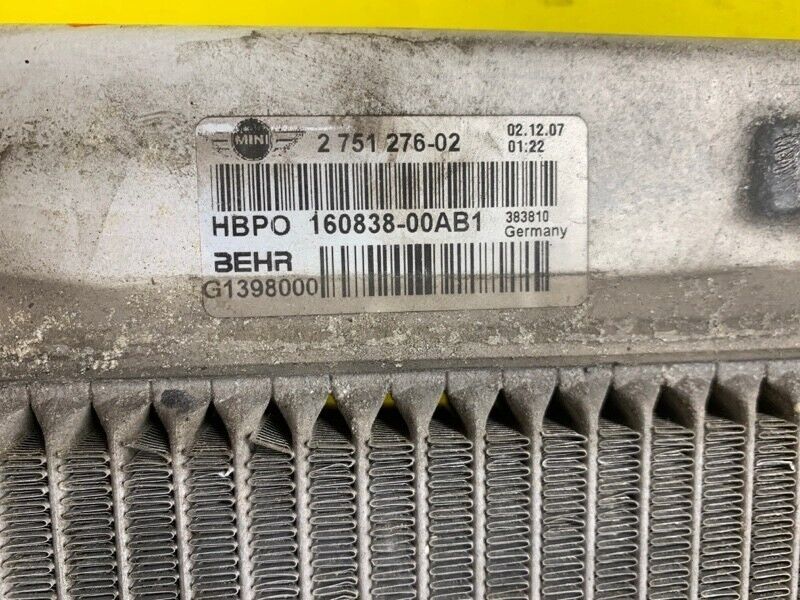 MINI 2 751 276-02 02.12.07
01:22
HBPO 160838-00AB1 383810
Germany
BEHR
G1398000